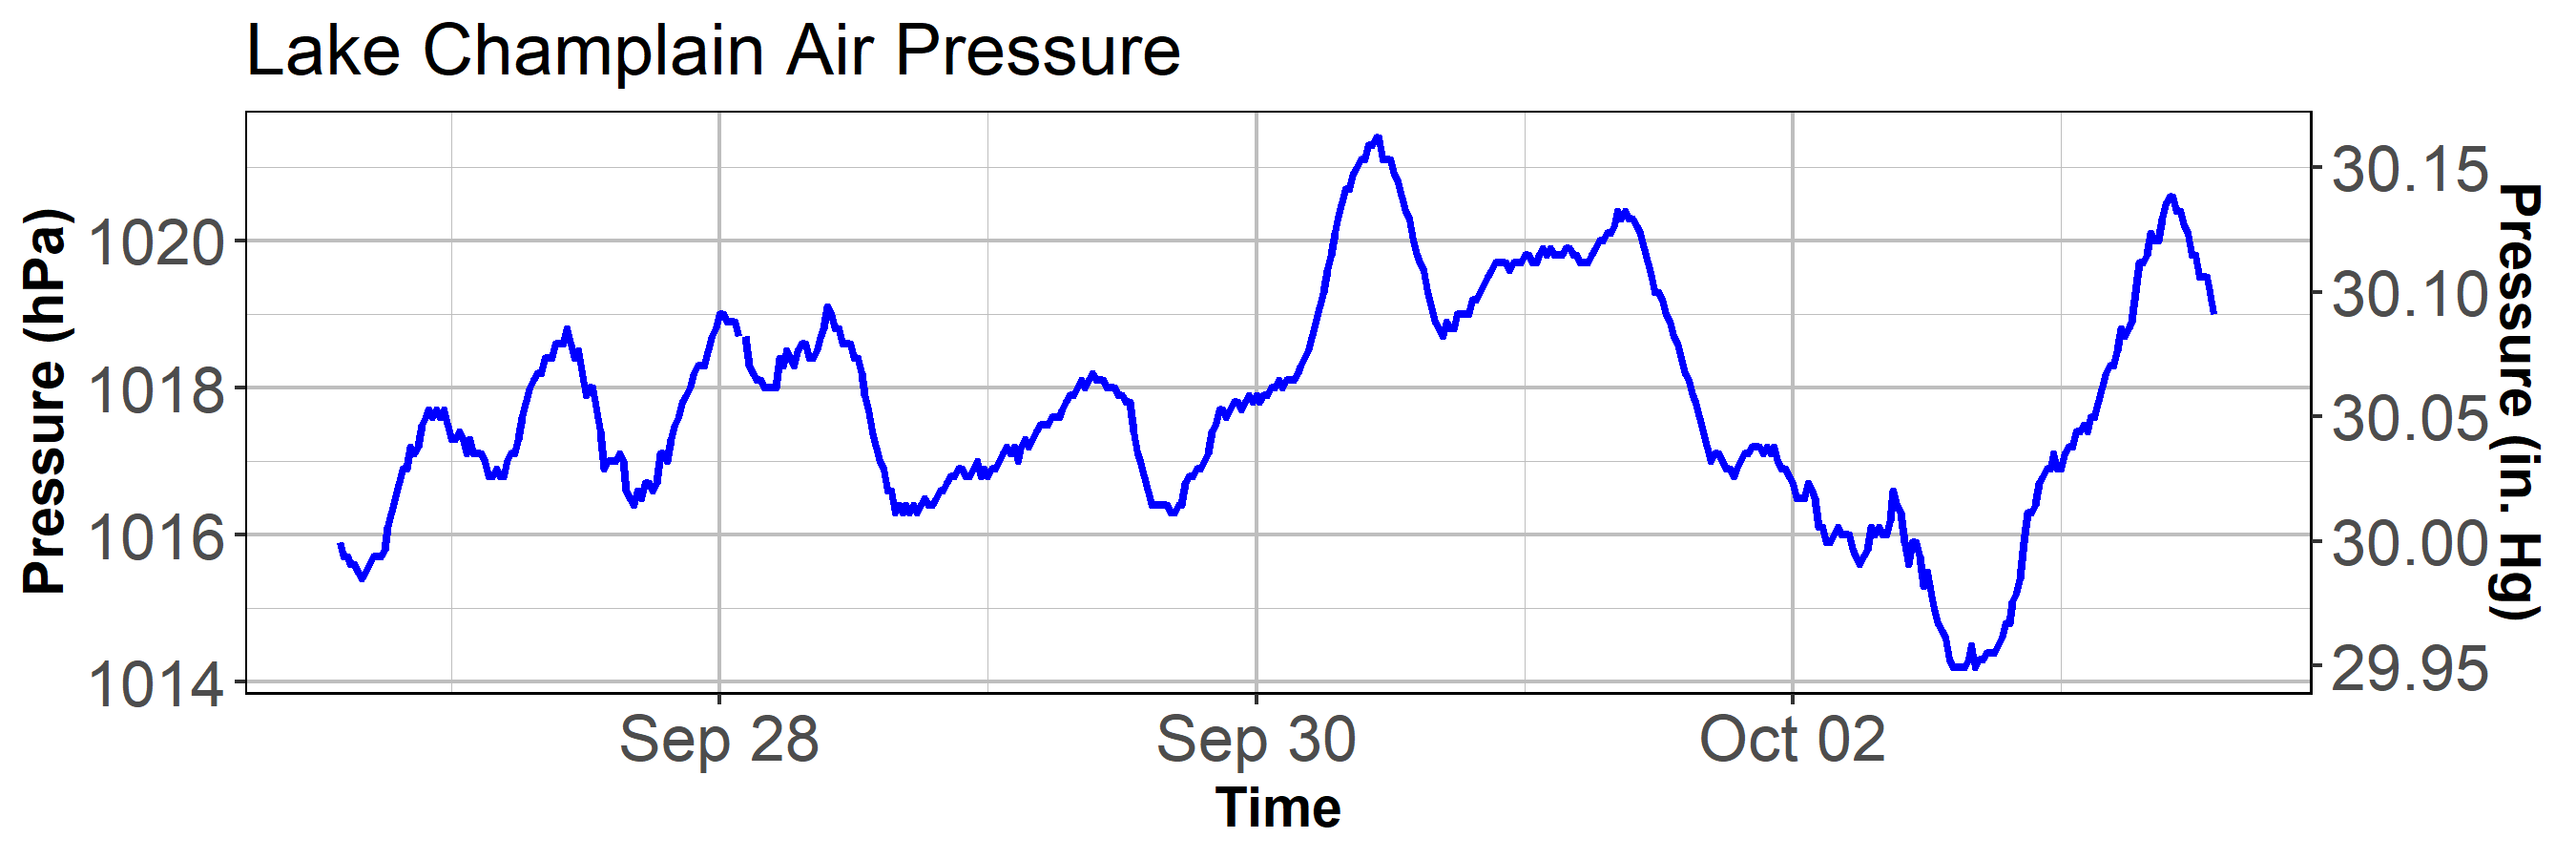 Lake Champlain Air Pressure
Pressure (hPa)
1020
1018
1016
1014
30.15
30.10
30.05
30.00
29.95
Pressure (in. Hg)
Sep 28
Sep 30
Oct 02
Time